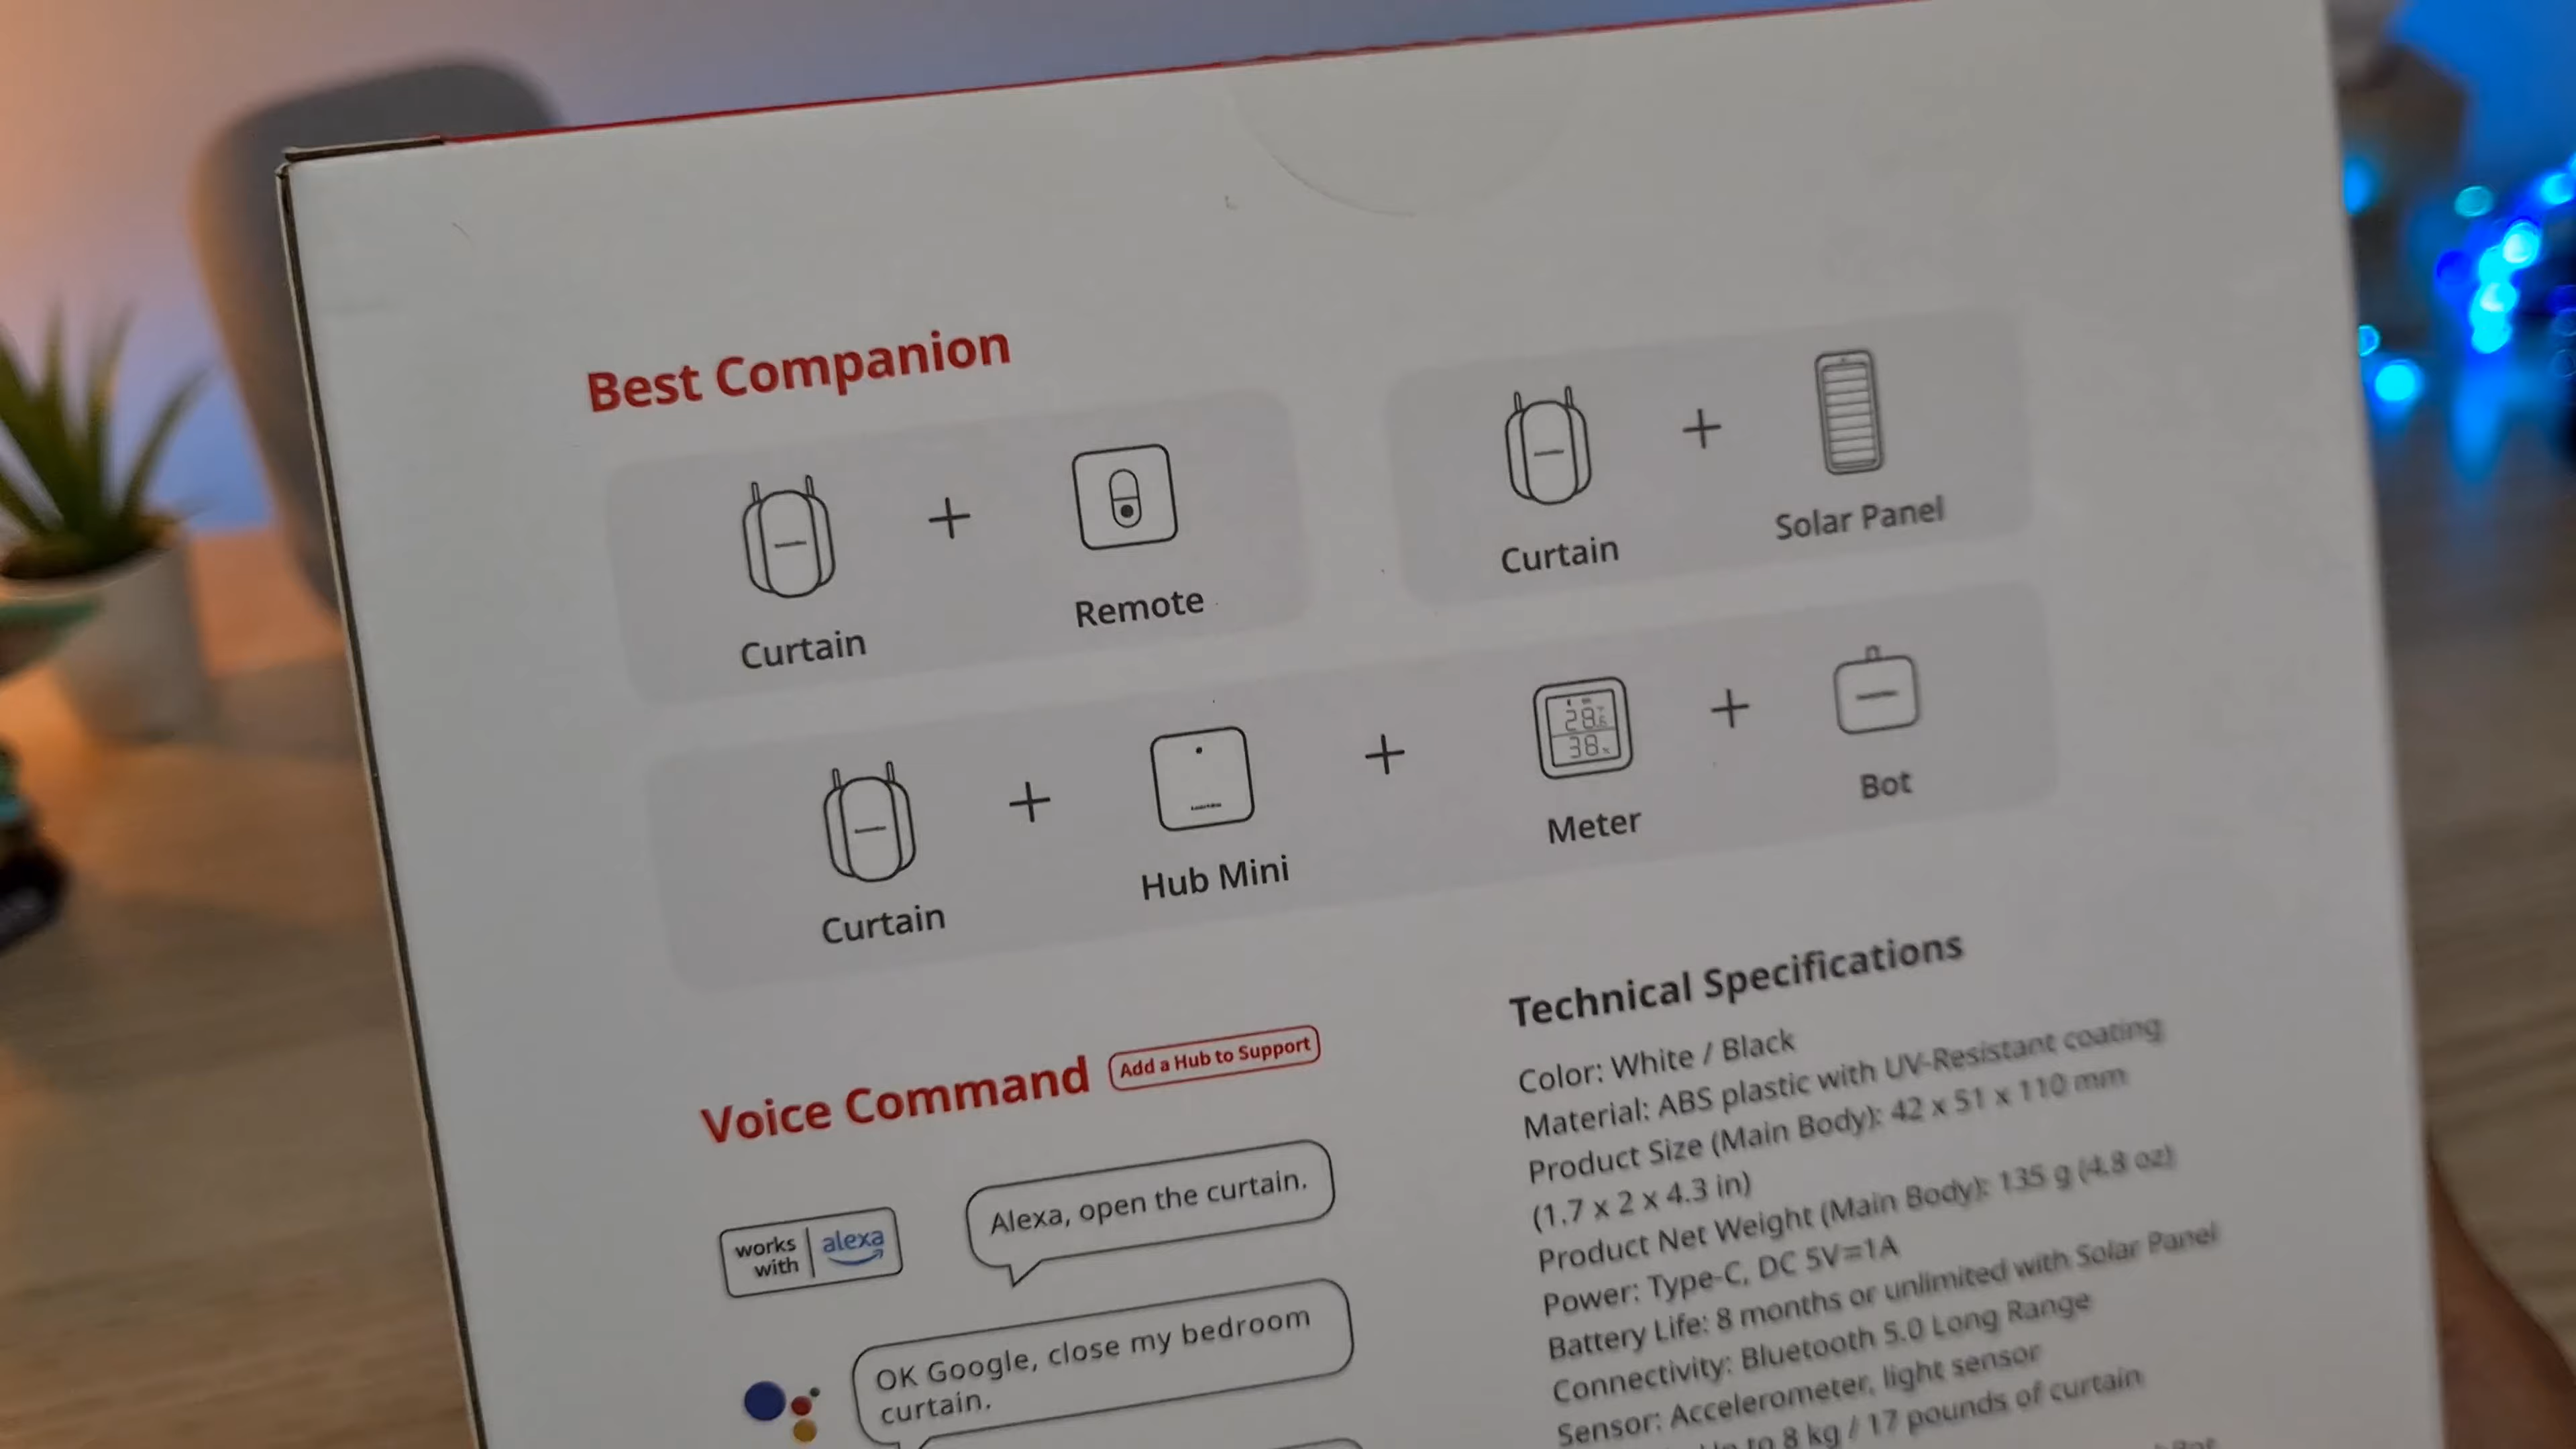 Best Companion
Curtain + Remote
Curtain + Solar Panel
Curtain + Hub Mini + Meter + Bot
28
38
Voice Command Add a Hub to Support
works with alexa
Alexa, open the curtain.
OK Google, close my bedroom
curtain.
Technical Specifications
Color: White / Black
Material: ABS plastic with UV-Resistant coating
Product Size (Main Body): 42 x 51 x 110 mm
(1.7 x 2 x 4.3 in)
Product Net Weight (Main Body): 135 g (4.8 oz)
Power: Type-C, DC 5V=1A
Battery Life: 8 months or unlimited with Solar Panel
Connectivity: Bluetooth 5.0 Long Range
Sensor: Accelerometer, light sensor
to 8 kg / 17 pounds of curtain